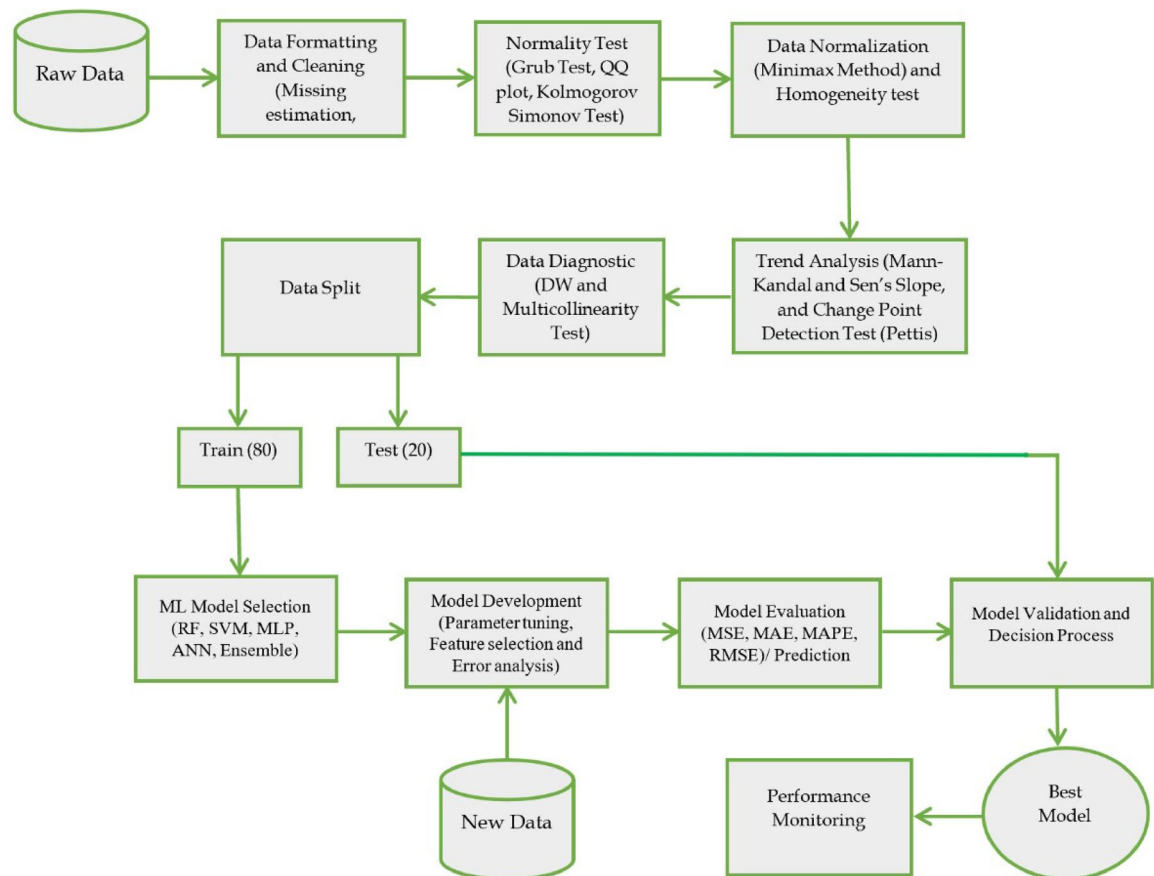 Raw Data
Data Formatting
and Cleaning
(Missing
estimation,
Normality Test
(Grub Test, QQ
plot, Kolmogorov
Simonov Test)
Data Normalization
(Minimax Method) and
Homogeneity test
Data Split
Data Diagnostic
(DW and
Multicollinearity
Test)
Trend Analysis (Mann-
Kandal and Sen’s Slope,
and Change Point
Detection Test (Pettis)
Train (80)
Test (20)
ML Model Selection
(RF, SVM, MLP,
ANN, Ensemble)
Model Development
(Parameter tuning,
Feature selection and
Error analysis)
Model Evaluation
(MSE, MAE, MAPE,
RMSE)/ Prediction
Model Validation and
Decision Process
New Data
Performance
Monitoring
Best
Model